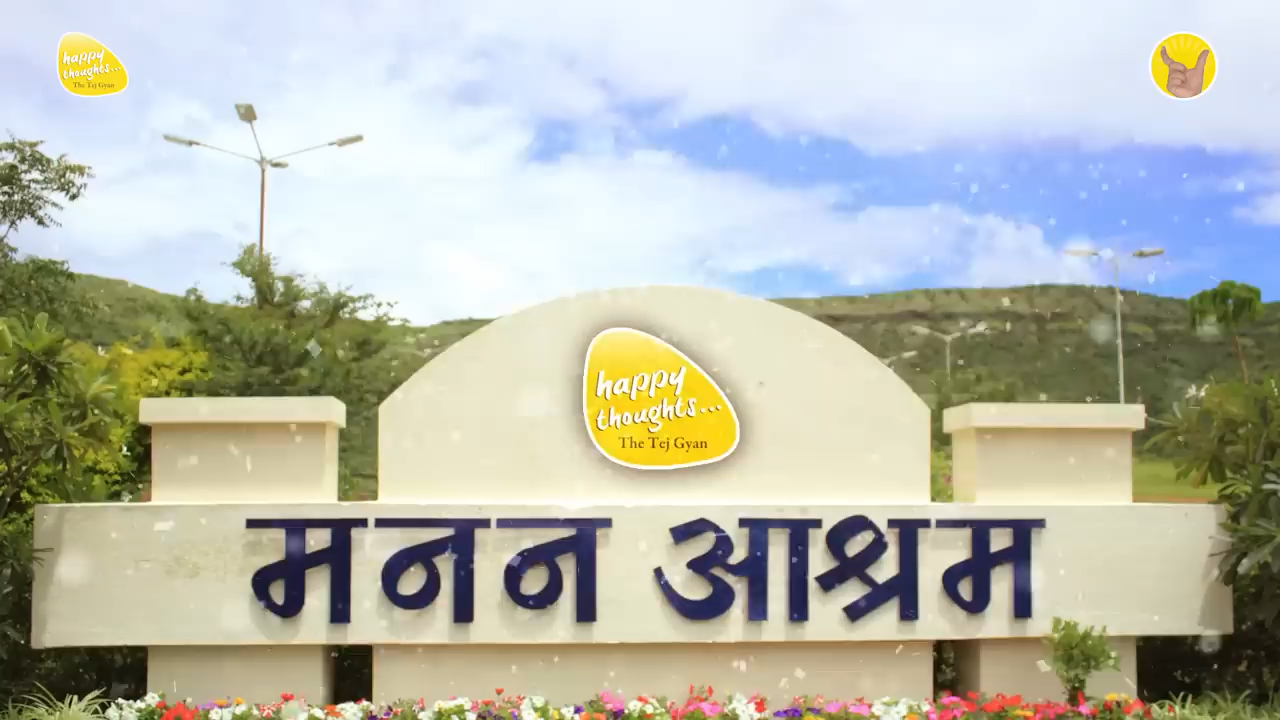 happy
thoughts...
The Tej Gyan
happy
thoughts...
The Tej Gyan
मनन आश्रम